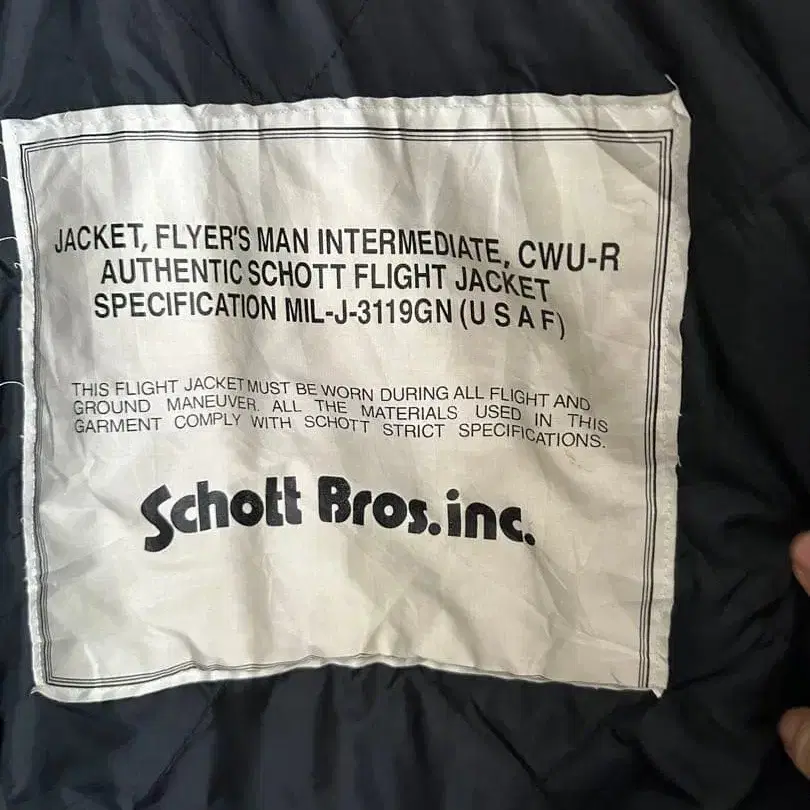 JACKET, FLYER'S MAN INTERMEDIATE, CWU-R
AUTHENTIC SCHOTT FLIGHT JACKET
SPECIFICATION MIL-J-3119GN (U S A F)
THIS FLIGHT JACKET MUST BE WORN DURING ALL FLIGHT AND
GROUND MANEUVER. ALL THE MATERIALS USED IN THIS
GARMENT COMPLY WITH SCHOTT STRICT SPECIFICATIONS.
Schott Bros.inc.